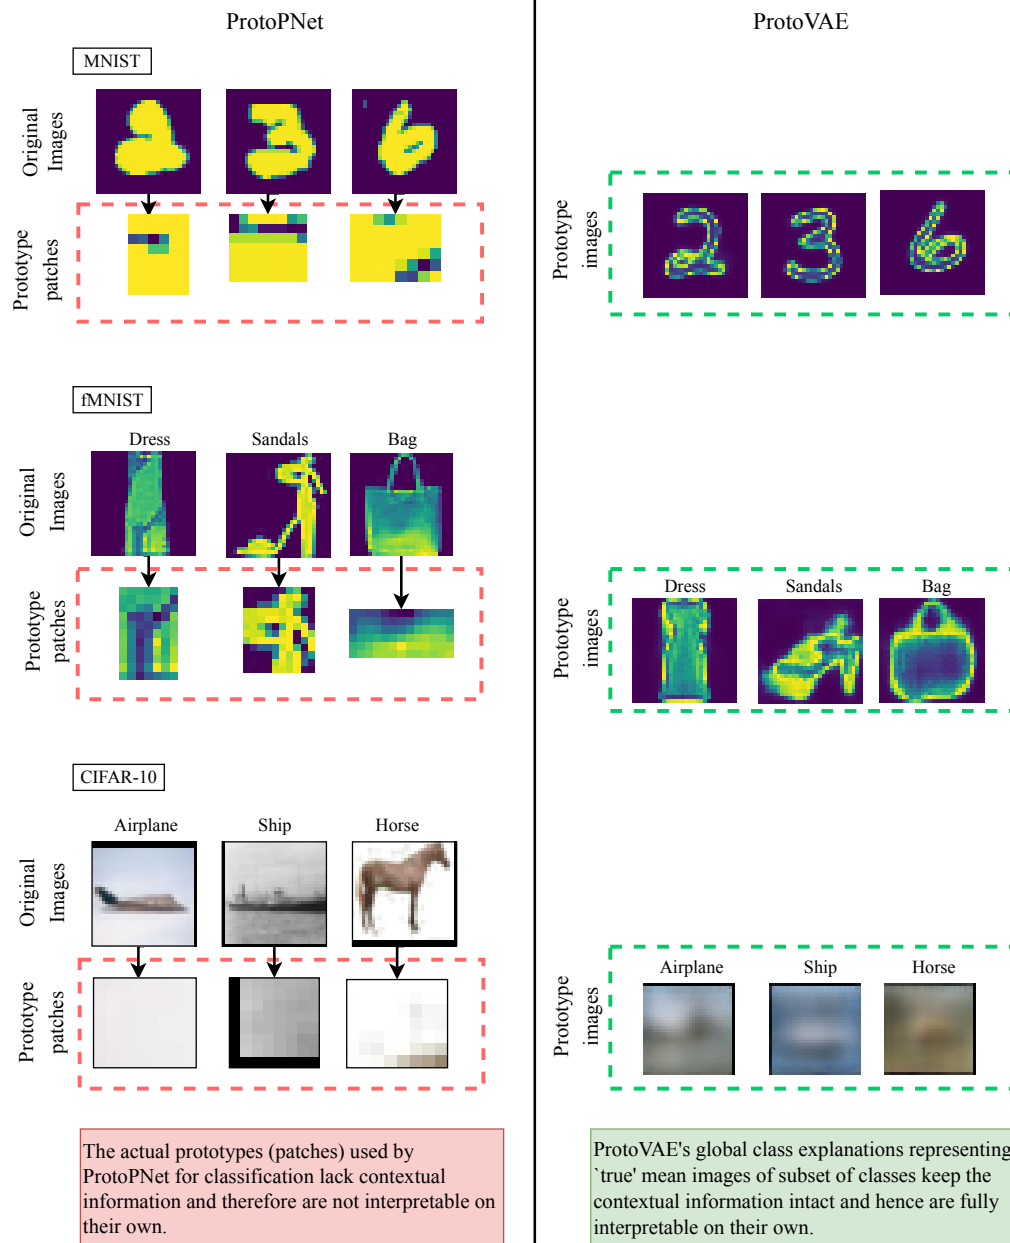 ProtoPNet
MNIST
Original
Images
Prototype
patches
fMNIST
Dress Sandals Bag
Original
Images
Prototype
patches
CIFAR-10
Airplane Ship Horse
Original
Images
Prototype
patches
The actual prototypes (patches) used by
ProtoPNet for classification lack contextual
information and therefore are not interpretable on
their own.
ProtoVAE
Prototype
images
Dress Sandals Bag
Prototype
images
Airplane Ship Horse
Prototype
images
ProtoVAE's global class explanations representing
`true' mean images of subset of classes keep the
contextual information intact and hence are fully
interpretable on their own.